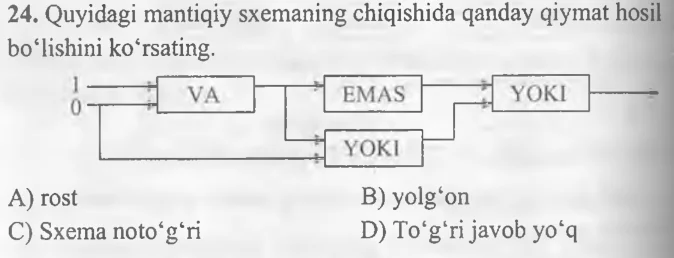 24. Quyidagi mantiqiy sxemaning chiqishida qanday qiymat hosil
bo‘lishini ko‘rsating.
1
0
VA
EMAS
YOKI
YOKI
A) rost
B) yolg‘on
C) Sxema noto‘g‘ri
D) To‘g‘ri javob yo‘q